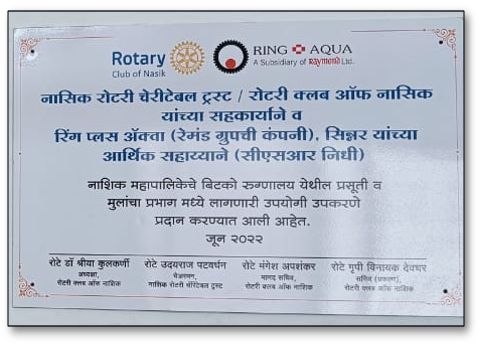 Rotary
Club of Nasik
RING AQUA
A Subsidiary of Raymond Ltd.
नासिक रोटरी चेरीटेबल ट्रस्ट / रोटरी क्लब ऑफ नासिक
यांच्या सहकार्याने व
रिंग प्लस ॲक्वा (रेमंड ग्रुपची कंपनी), सिन्नर यांच्या
आर्थिक सहाय्याने (सीएसआर निधी)
नाशिक महापालिकेचे बिटको रुग्णालय येथील प्रसूती व
मुलांचा प्रभाग मध्ये लागणारी उपयोगी उपकरणे
प्रदान करण्यात आली आहेत.
जून २०२२
रोटे डॉ श्रीया कुलकर्णी रोटे उदयराज पटवर्धन रोटे मंगेश अपशंकर रोटे गृपी विनायक देवधर
अध्यक्षा, चेअरमन, मानद सचिव, सचिव (प्रकल्प),
रोटरी क्लब ऑफ नाशिक नाशिक रोटरी चॅरिटेबल ट्रस्ट रोटरी क्लब ऑफ नाशिक रोटरी क्लब ऑफ नाशिक